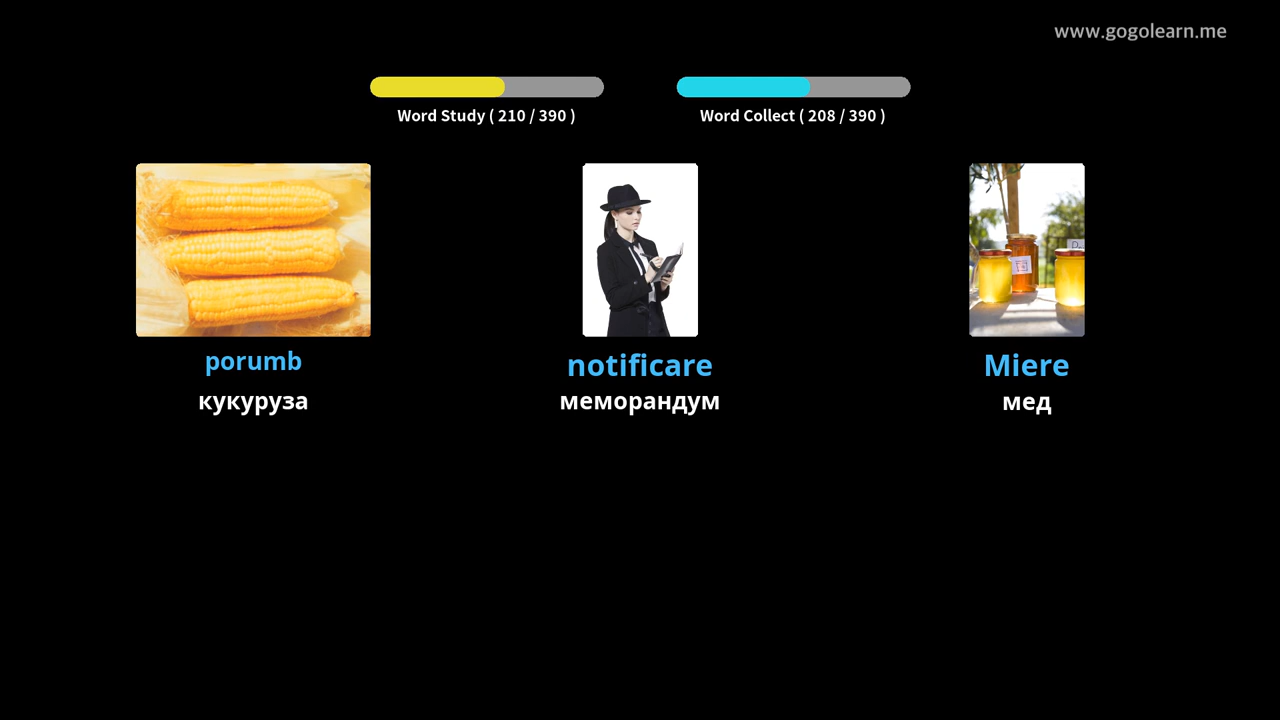 www.gogolearn.me
Word Study ( 210 / 390 )
Word Collect ( 208 / 390 )
porumb
notificare
Miere
кукуруза
меморандум
мед